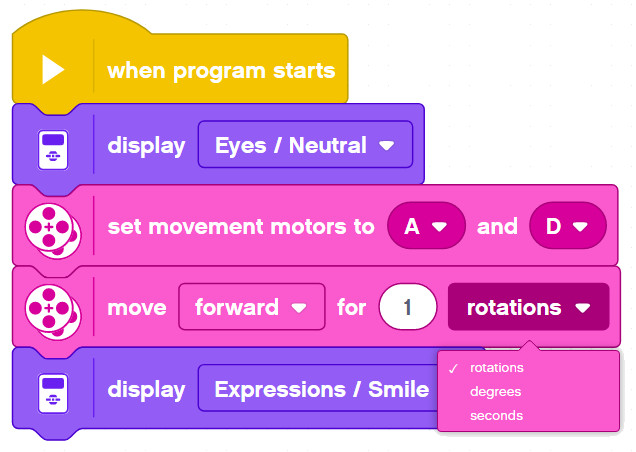 when program starts
display Eyes / Neutral
set movement motors to A and D
move forward for 1 rotations
display Expressions / Smile
✓ rotations
degrees
seconds